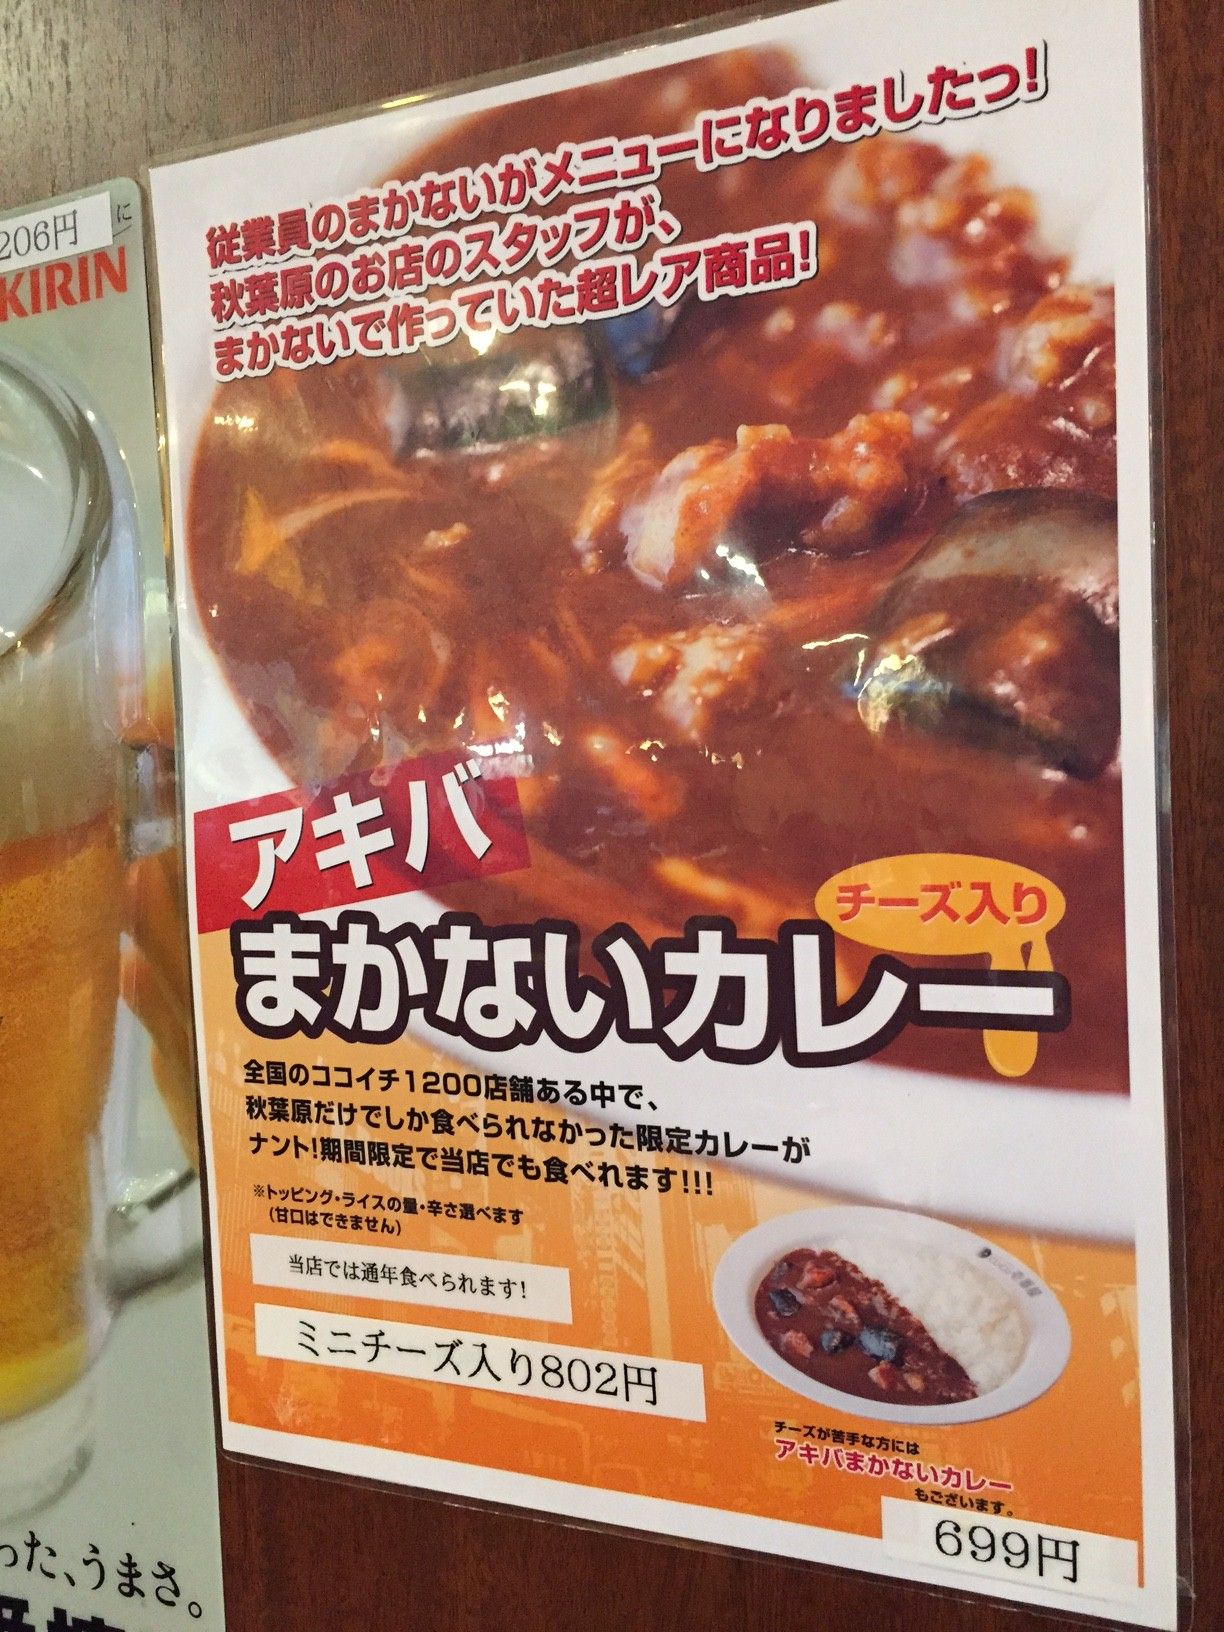 従業員のまかないがメニューになりましたっ!
秋葉原のお店のスタッフが、
まかないで作っていた超レア商品!
に
206円
KIRIN
アキバ
チーズ入り
まかないカレー
全国のココイチ1200店舗ある中で、
秋葉原だけでしか食べられなかった限定カレーが
ナント!期間限定で当店でも食べれます!!!
※トッピング・ライスの量・辛さ選べます
(甘口はできません)
当店では通年食べられます!
ミニチーズ入り802円
チーズが苦手な方には
アキバまかないカレー
もございます。
699円
った、うまさ。